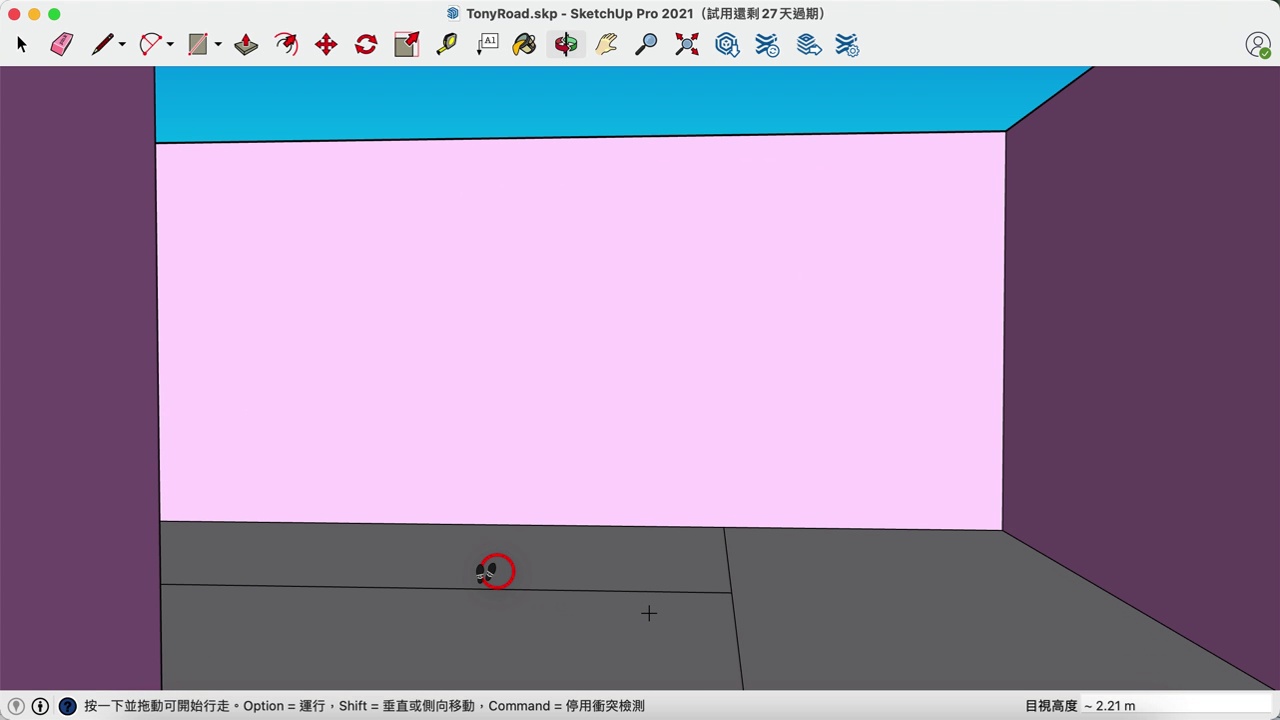 TonyRoad.skp - SketchUp Pro 2021（試用還剩 27 天過期）
A1
按一下並拖動可開始行走。Option = 運行，Shift = 垂直或側向移動，Command = 停用衝突檢測
目視高度 ~ 2.21 m